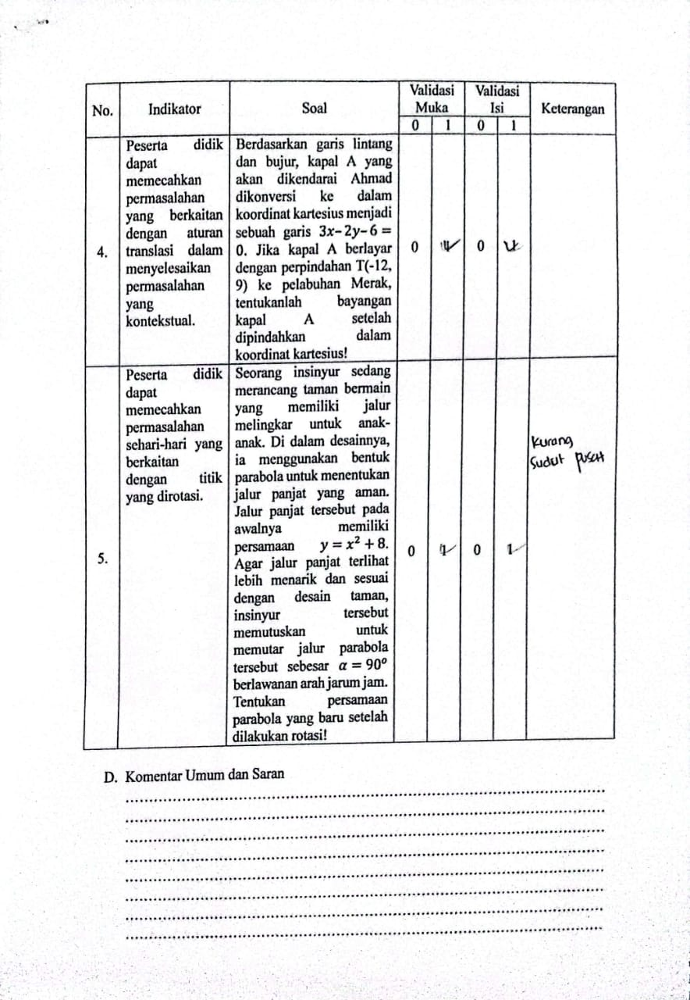 No.
Indikator
Soal
Validasi
Muka
Validasi
Isi
Keterangan
0 1 0 1
4.
Peserta didik
dapat
memecahkan
permasalahan
yang berkaitan
dengan aturan
translasi dalam
menyelesaikan
permasalahan
yang
kontekstual.
Berdasarkan garis lintang
dan bujur, kapal A yang
akan dikendarai Ahmad
dikonversi ke dalam
koordinat kartesius menjadi
sebuah garis 3x-2y-6 =
0. Jika kapal A berlayar
dengan perpindahan T(-12,
9) ke pelabuhan Merak,
tentukanlah bayangan
kapal A setelah
dipindahkan dalam
koordinat kartesius!
0 1 0 1
5.
Peserta didik
dapat
memecahkan
permasalahan
sehari-hari yang
berkaitan
dengan titik
yang dirotasi.
Seorang insinyur sedang
merancang taman bermain
yang memiliki jalur
melingkar untuk anak-
anak. Di dalam desainnya,
ia menggunakan bentuk
parabola untuk menentukan
jalur panjat yang aman.
Jalur panjat tersebut pada
awalnya memiliki
persamaan y = x² + 8.
Agar jalur panjat terlihat
lebih menarik dan sesuai
dengan desain taman,
insinyur tersebut
memutuskan untuk
memutar jalur parabola
tersebut sebesar α = 90°
berlawanan arah jarum jam.
Tentukan persamaan
parabola yang baru setelah
dilakukan rotasi!
0 1 0 1
Kurang
Sudut pusat
D. Komentar Umum dan Saran